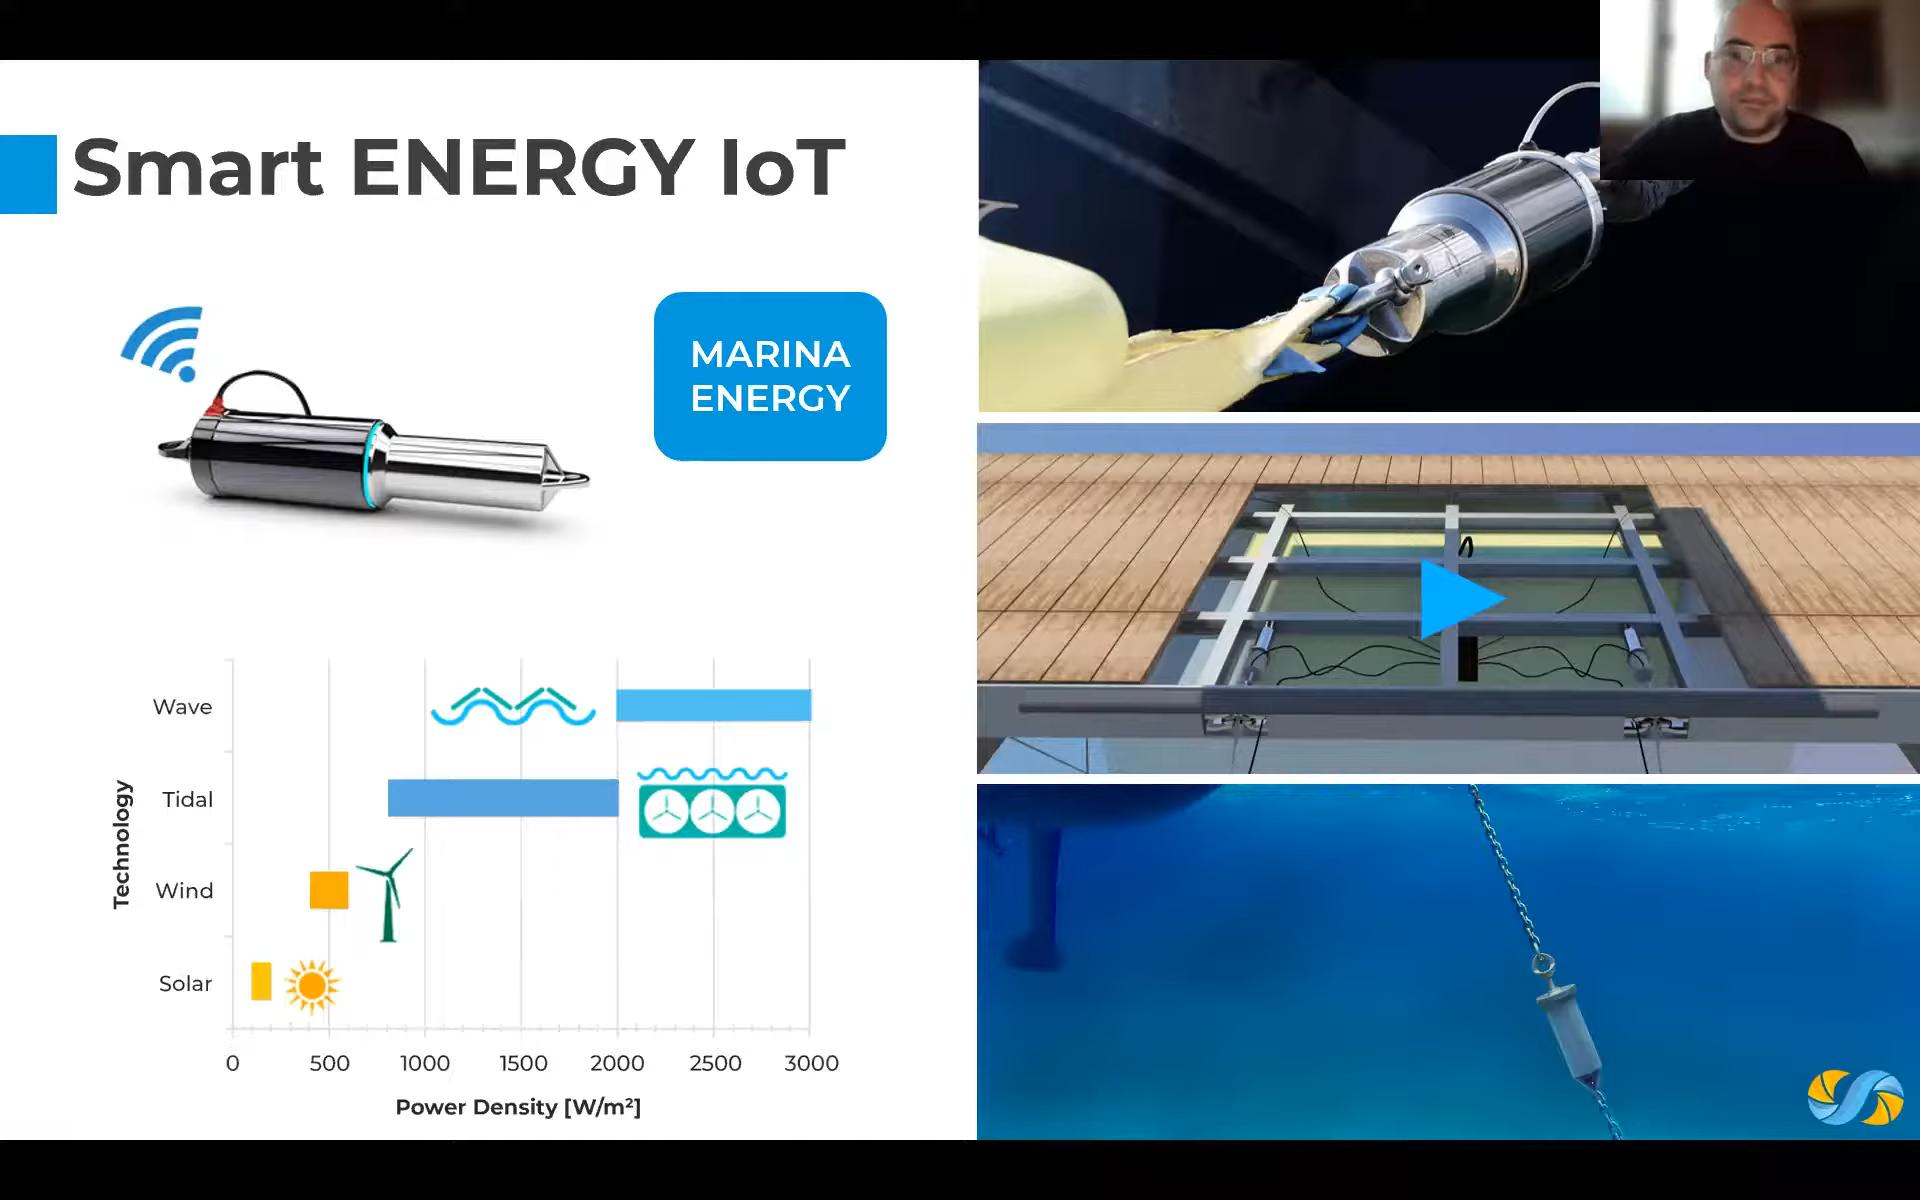 Smart ENERGY IoT
MARINA
ENERGY
Technology
Wave
Tidal
Wind
Solar
0 500 1000 1500 2000 2500 3000
Power Density [W/m²]